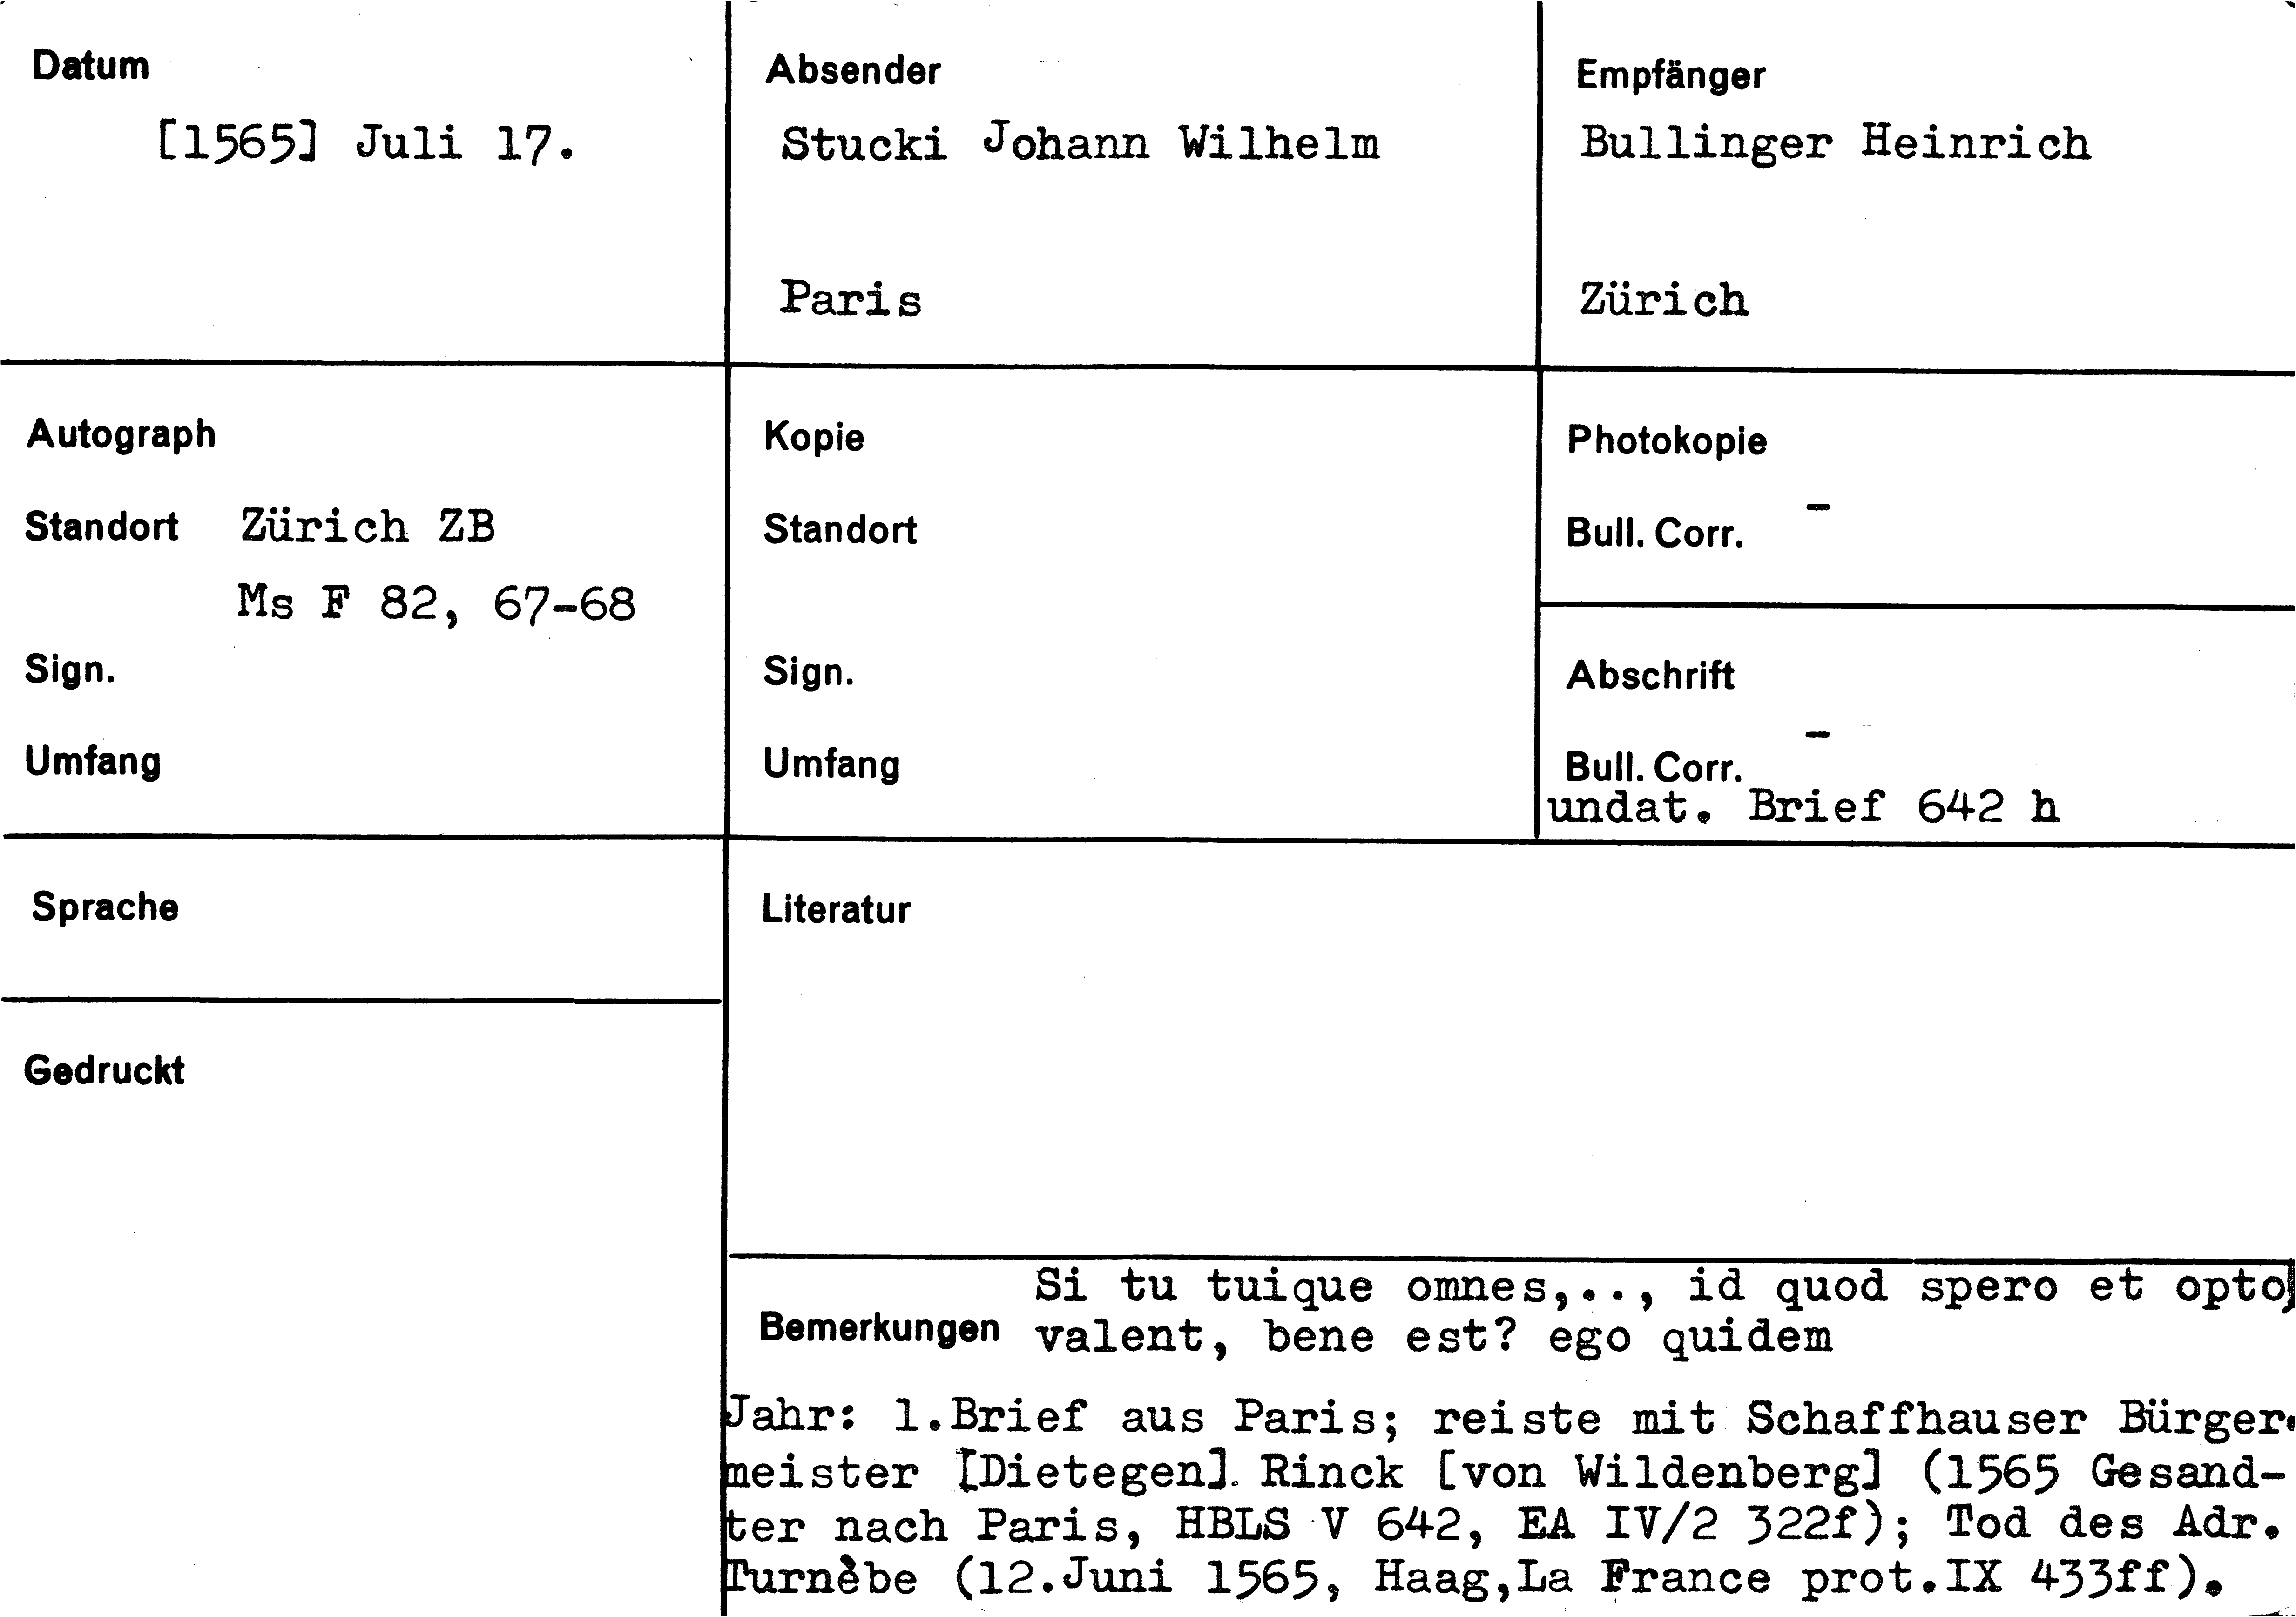 Datum
[1565] Juli 17.
Absender
Stucki Johann Wilhelm
Paris
Empfänger
Bullinger Heinrich
Zürich
Autograph
Standort Zürich ZB
Ms F 82, 67-68
Sign.
Umfang
Kopie
Standort
Sign.
Umfang
Photokopie
Bull. Corr. -
Abschrift
Bull. Corr. -
undat. Brief 642 h
Sprache
Gedruckt
Literatur
Bemerkungen
Si tu tuique omnes,.., id quod spero et opto,
valent, bene est? ego quidem
Jahr: 1.Brief aus Paris; reiste mit Schaffhauser Bürger-
meister [Dietegen] Rinck [von Wildenberg] (1565 Gesand-
ter nach Paris, HBLS V 642, EA IV/2 322f); Tod des Adr.
Turnèbe (12.Juni 1565, Haag,La France prot.IX 433ff).